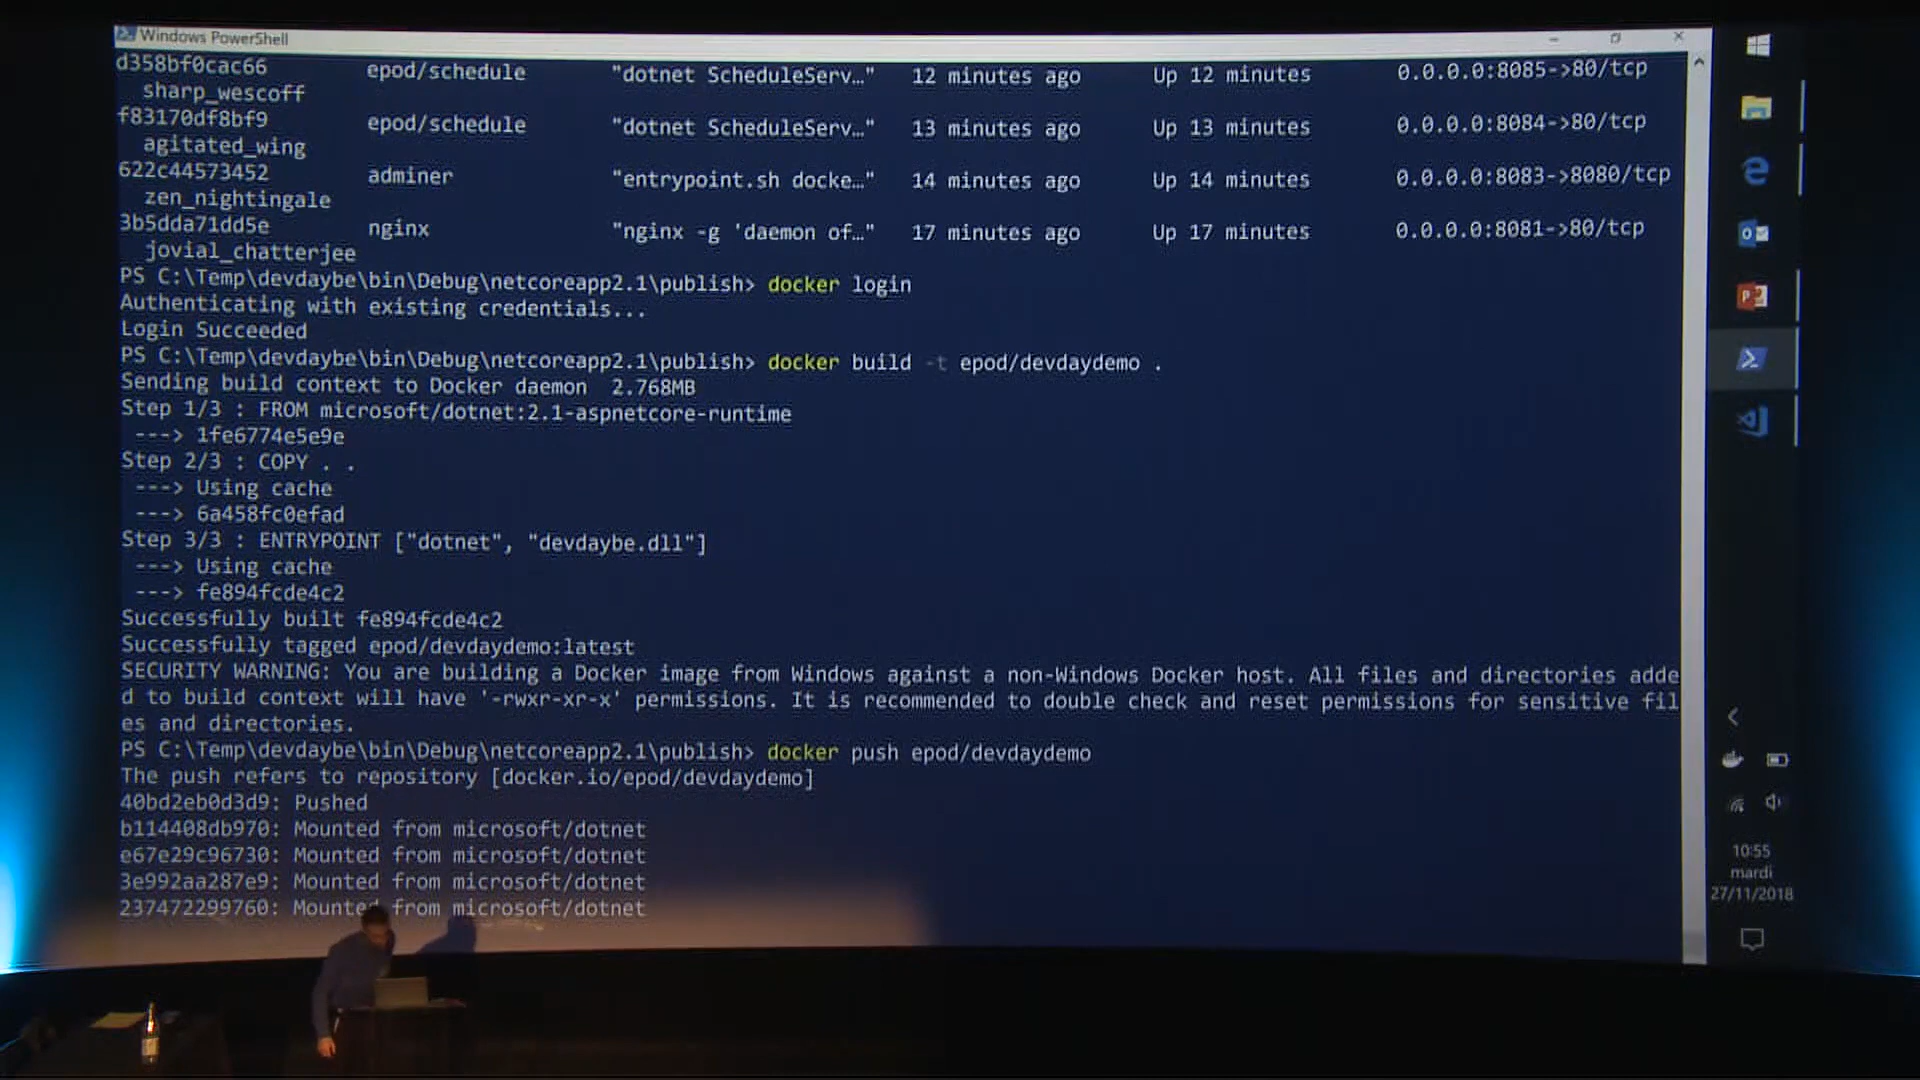 Windows PowerShell
d358bf0cac66 epod/schedule "dotnet ScheduleServ…" 12 minutes ago Up 12 minutes 0.0.0.0:8085->80/tcp
sharp_wescoff
f83170df8bf9 epod/schedule "dotnet ScheduleServ…" 13 minutes ago Up 13 minutes 0.0.0.0:8084->80/tcp
agitated_wing
622c44573452 adminer "entrypoint.sh docke…" 14 minutes ago Up 14 minutes 0.0.0.0:8083->8080/tcp
zen_nightingale
3b5dda71dd5e nginx "nginx -g 'daemon of…" 17 minutes ago Up 17 minutes 0.0.0.0:8081->80/tcp
jovial_chatterjee
PS C:\Temp\devdaybe\bin\Debug\netcoreapp2.1\publish> docker login
Authenticating with existing credentials...
Login Succeeded
PS C:\Temp\devdaybe\bin\Debug\netcoreapp2.1\publish> docker build -t epod/devdaydemo .
Sending build context to Docker daemon  2.768MB
Step 1/3 : FROM microsoft/dotnet:2.1-aspnetcore-runtime
---> 1fe6774e5e9e
Step 2/3 : COPY . .
---> Using cache
---> 6a458fc0efad
Step 3/3 : ENTRYPOINT ["dotnet", "devdaybe.dll"]
---> Using cache
---> fe894fcde4c2
Successfully built fe894fcde4c2
Successfully tagged epod/devdaydemo:latest
SECURITY WARNING: You are building a Docker image from Windows against a non-Windows Docker host. All files and directories adde
d to build context will have '-rwxr-xr-x' permissions. It is recommended to double check and reset permissions for sensitive fil
es and directories.
PS C:\Temp\devdaybe\bin\Debug\netcoreapp2.1\publish> docker push epod/devdaydemo
The push refers to repository [docker.io/epod/devdaydemo]
40bd2eb0d3d9: Pushed
b114408db970: Mounted from microsoft/dotnet
e67e29c96730: Mounted from microsoft/dotnet
3e992aa287e9: Mounted from microsoft/dotnet
237472299760: Mounted from microsoft/dotnet
10:55
mardi
27/11/2018